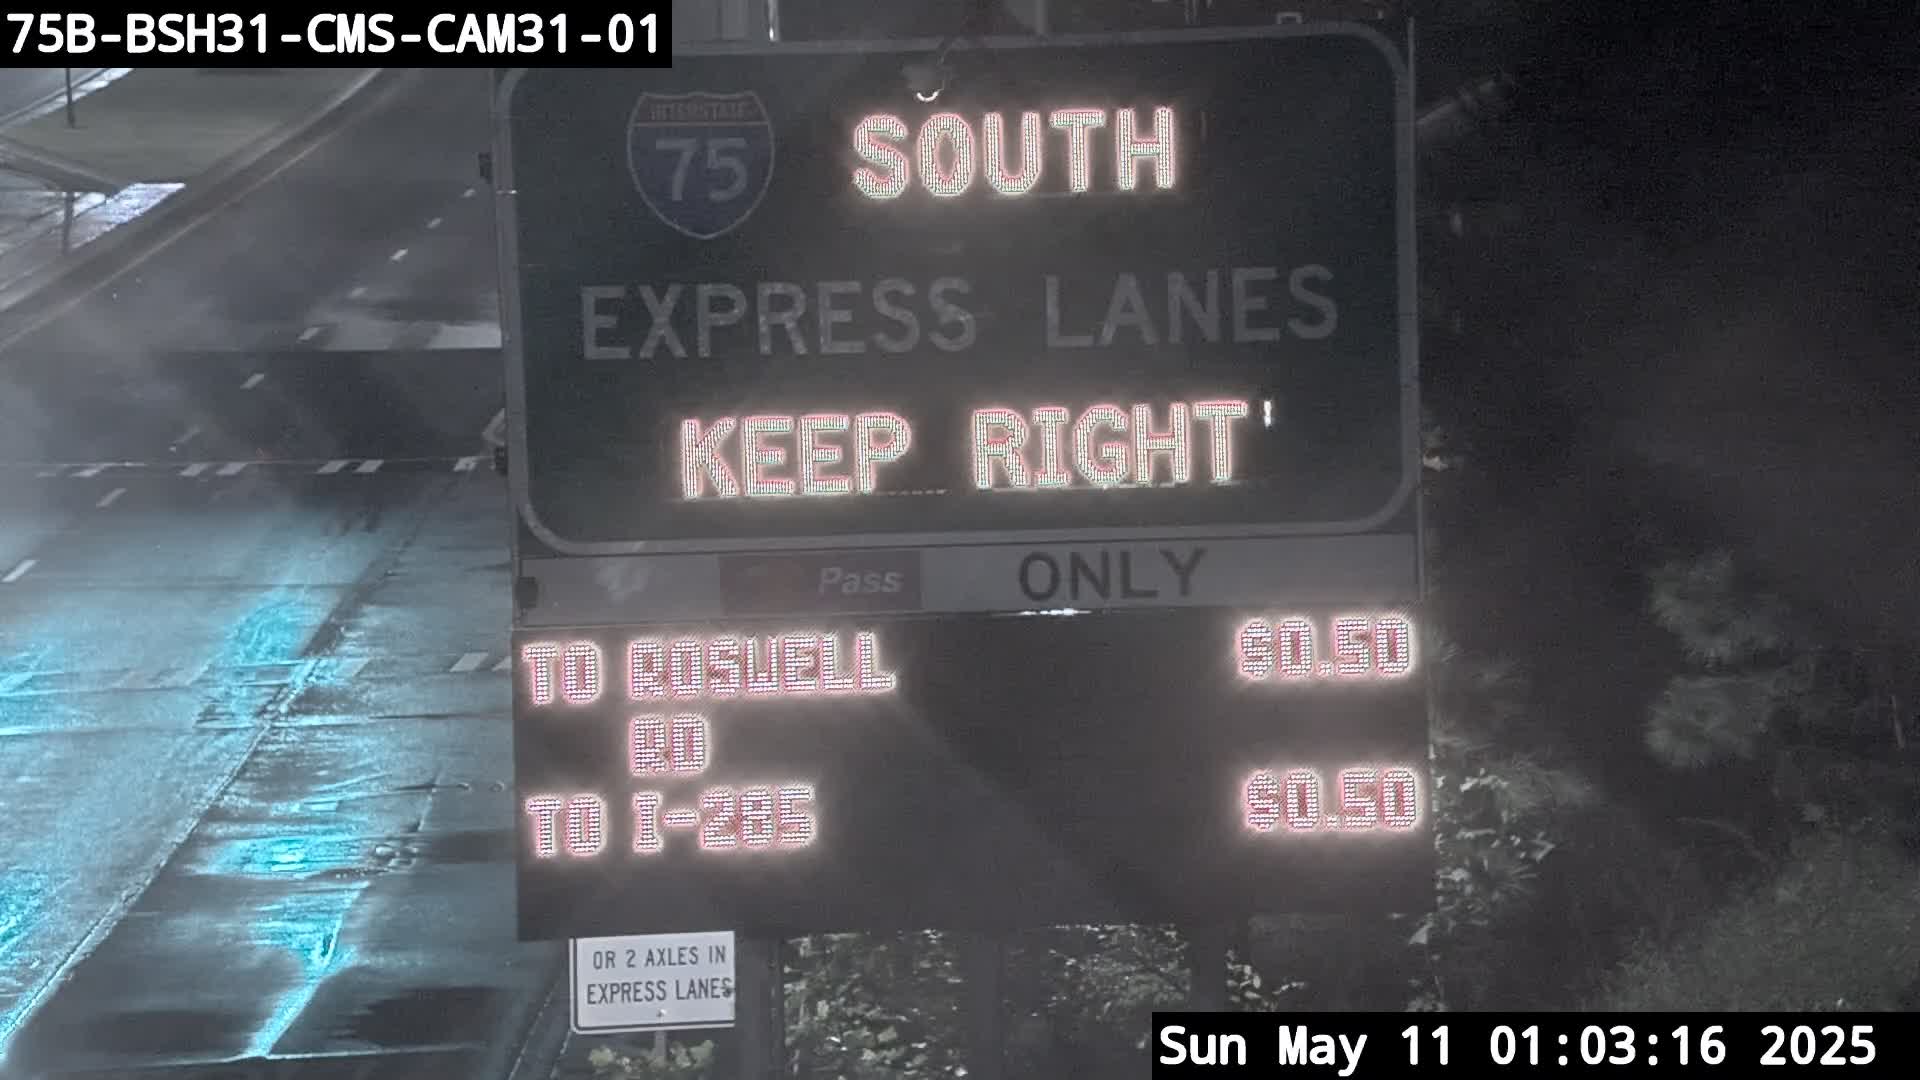 75B-BSH31-CMS-CAM31-01
INTERSTATE
75
SOUTH
EXPRESS LANES
KEEP RIGHT
Pass ONLY
TO ROSWELL $0.50
RD
TO I-285 $0.50
OR 2 AXLES IN
EXPRESS LANES
Sun May 11 01:03:16 2025